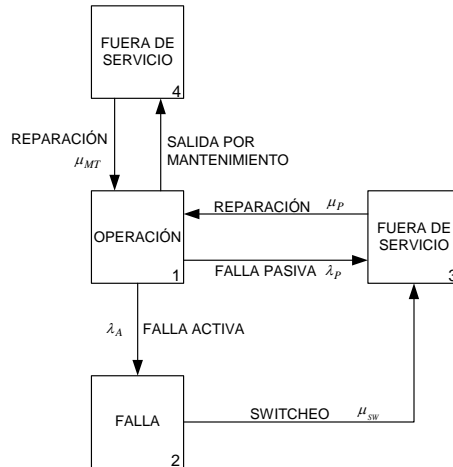 FUERA DE
SERVICIO
4
REPARACIÓN
μMT
SALIDA POR
MANTENIMIENTO
OPERACIÓN
1
REPARACIÓN μP
FALLA PASIVA λP
FUERA DE
SERVICIO
3
λA FALLA ACTIVA
FALLA
2
SWITCHEO μSW